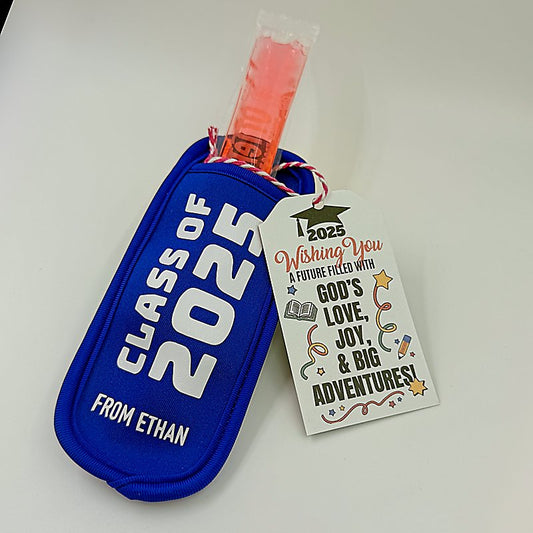 CLASS OF
2025
FROM ETHAN
2025
Wishing You
A FUTURE FILLED WITH
GOD'S
LOVE,
JOY,
& BIG
ADVENTURES!